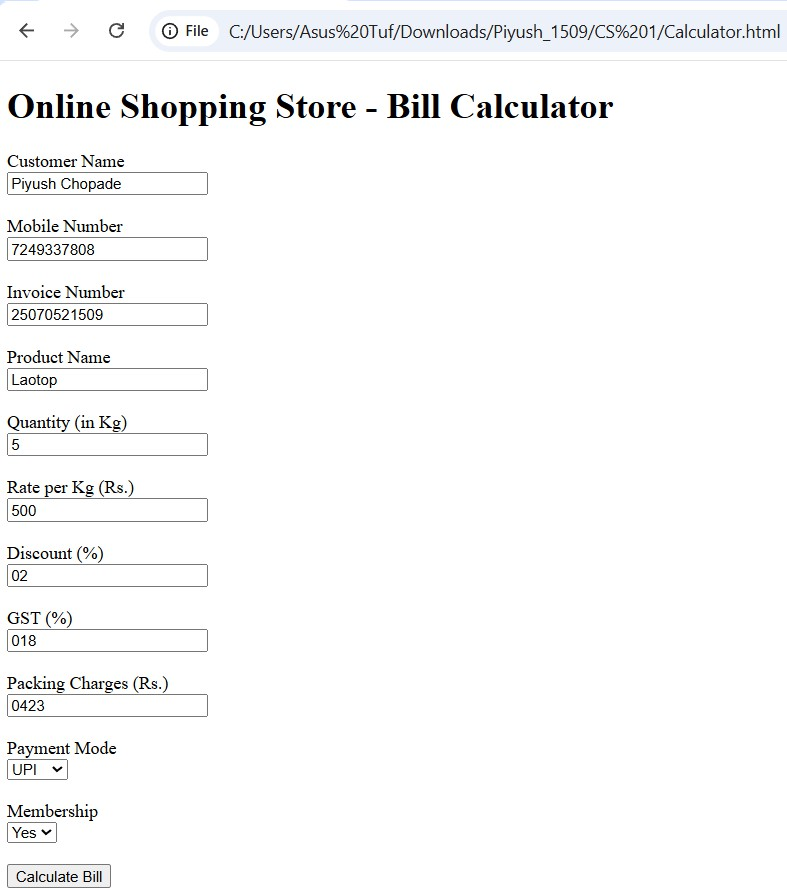 File C:/Users/Asus%20Tuf/Downloads/Piyush_1509/CS%201/Calculator.html
Online Shopping Store - Bill Calculator
Customer Name
Piyush Chopade
Mobile Number
7249337808
Invoice Number
25070521509
Product Name
Laotop
Quantity (in Kg)
5
Rate per Kg (Rs.)
500
Discount (%)
02
GST (%)
018
Packing Charges (Rs.)
0423
Payment Mode
UPI
Membership
Yes
Calculate Bill